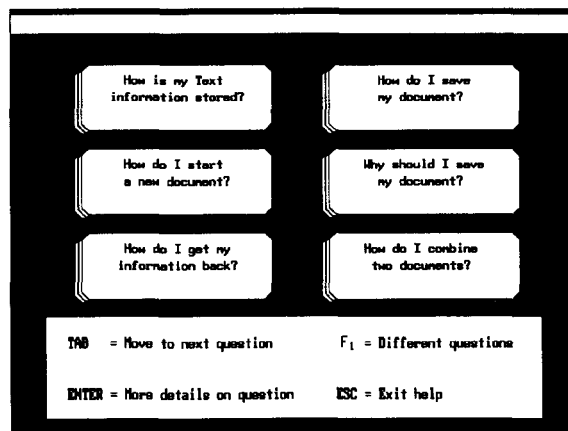 How is my Text
information stored?
How do I save
my document?
How do I start
a new document?
Why should I save
my document?
How do I get my
information back?
How do I combine
two documents?
TAB = Move to next question
F1 = Different questions
ENTER = More details on question
ESC = Exit help